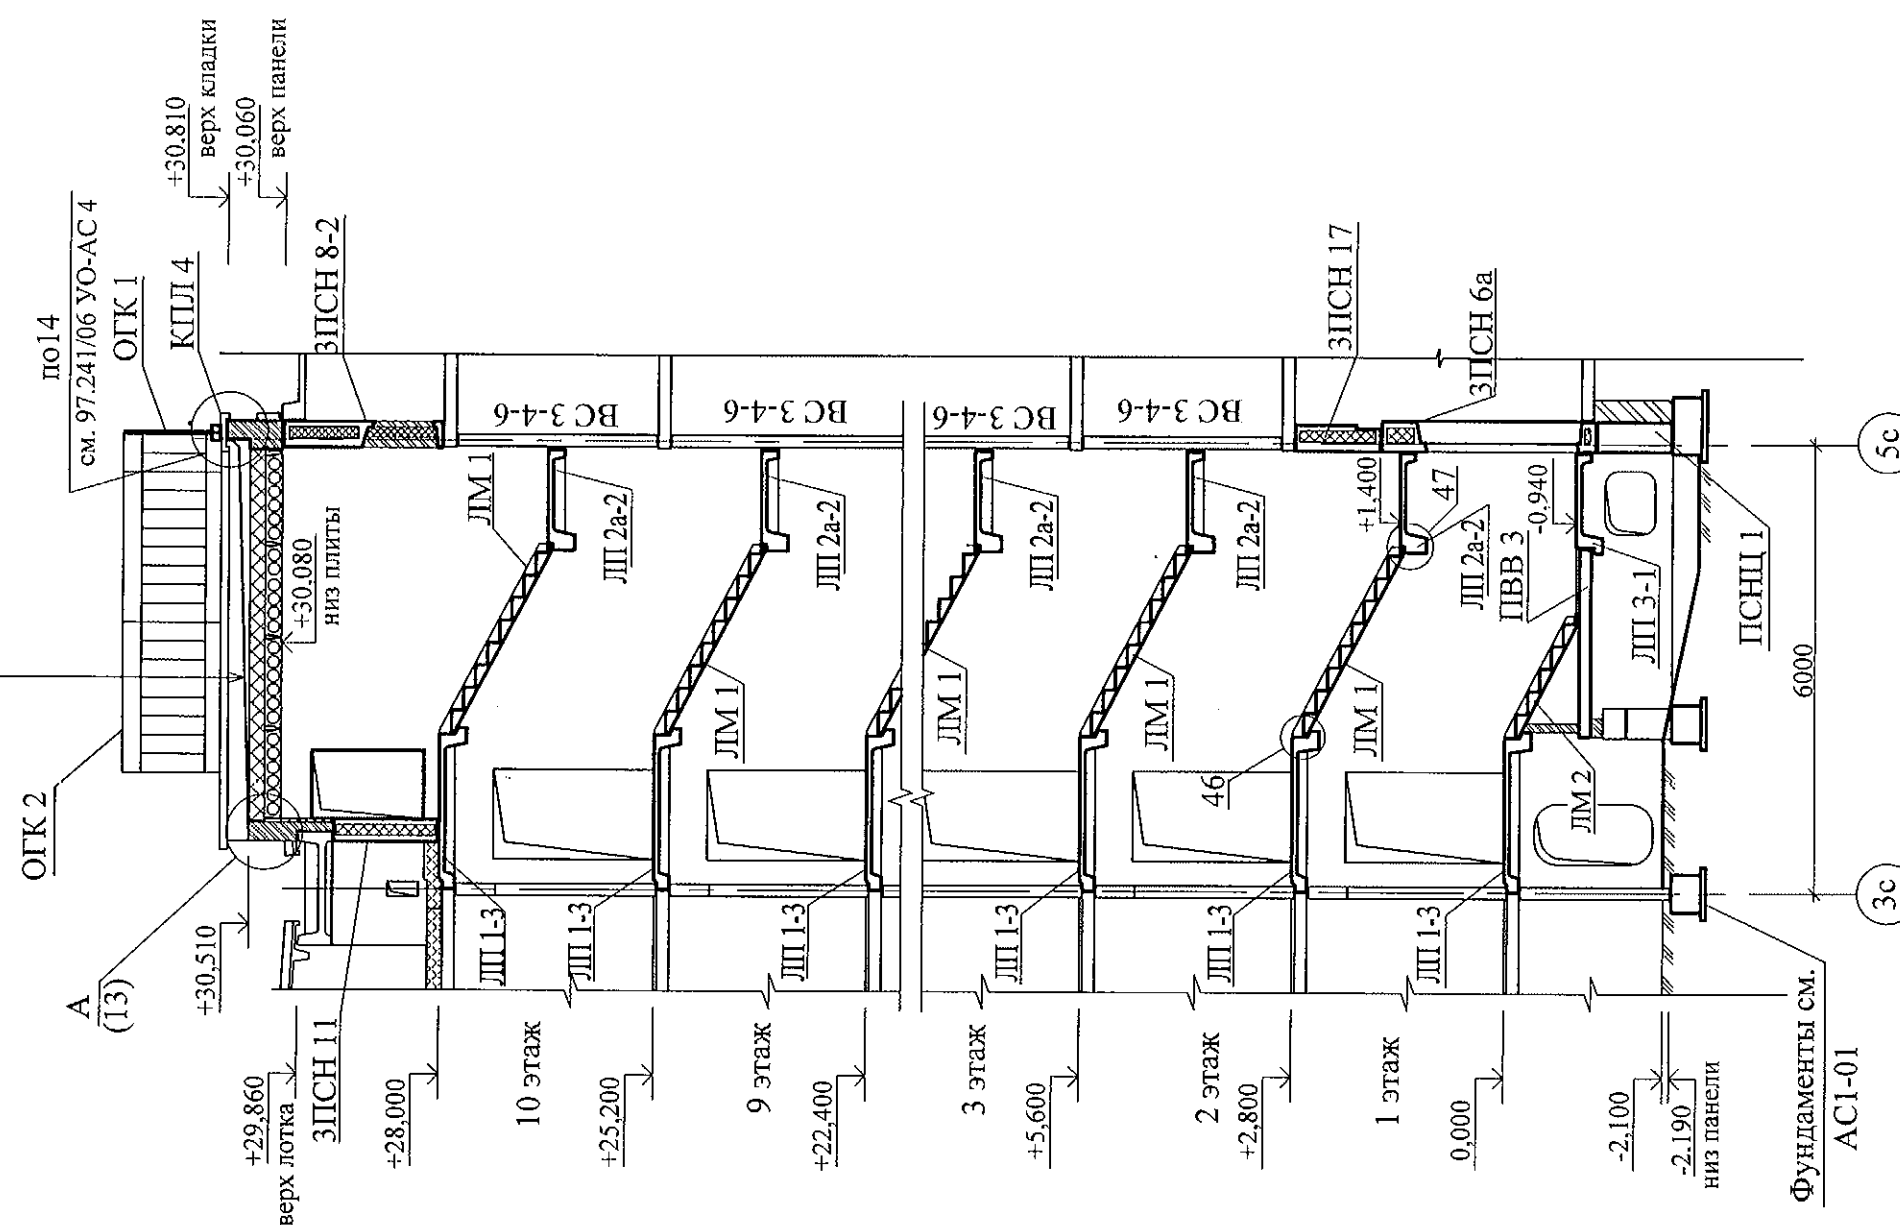 +30.810
верх кладки
+30.060
верх панели
по14
см. 97.241/06 УО-АС 4
ОГК 1
КПЛ 4
3ПСН 8-2
ОГК 2
+30.080
низ плиты
А
(13)
+30,510
+29,860
верх лотка
3ПСН 11
+28,000
10 этаж
+25,200
9 этаж
+22,400
3 этаж
+5,600
2 этаж
+2,800
1 этаж
0,000
-2,100
-2.190
низ панели
Фундаменты см.
АС1-01
ЛП 1-3
ЛП 1-3
ЛП 1-3
ЛП 1-3
ЛП 1-3
ЛП 1-3
ЛМ 1
ЛМ 1
ЛМ 1
ЛМ 1
ЛМ 1
ЛМ 2
46
ЛП 2а-2
ЛП 2а-2
ЛП 2а-2
ЛП 2а-2
ЛП 2а-2
47
+1,400
-0.940
ПВВ 3
ЛП 3-1
ПСНЦ 1
ВС 3-4-6
ВС 3-4-6
ВС 3-4-6
ВС 3-4-6
3ПСН 17
3ПСН 6а
6000
5с
3с